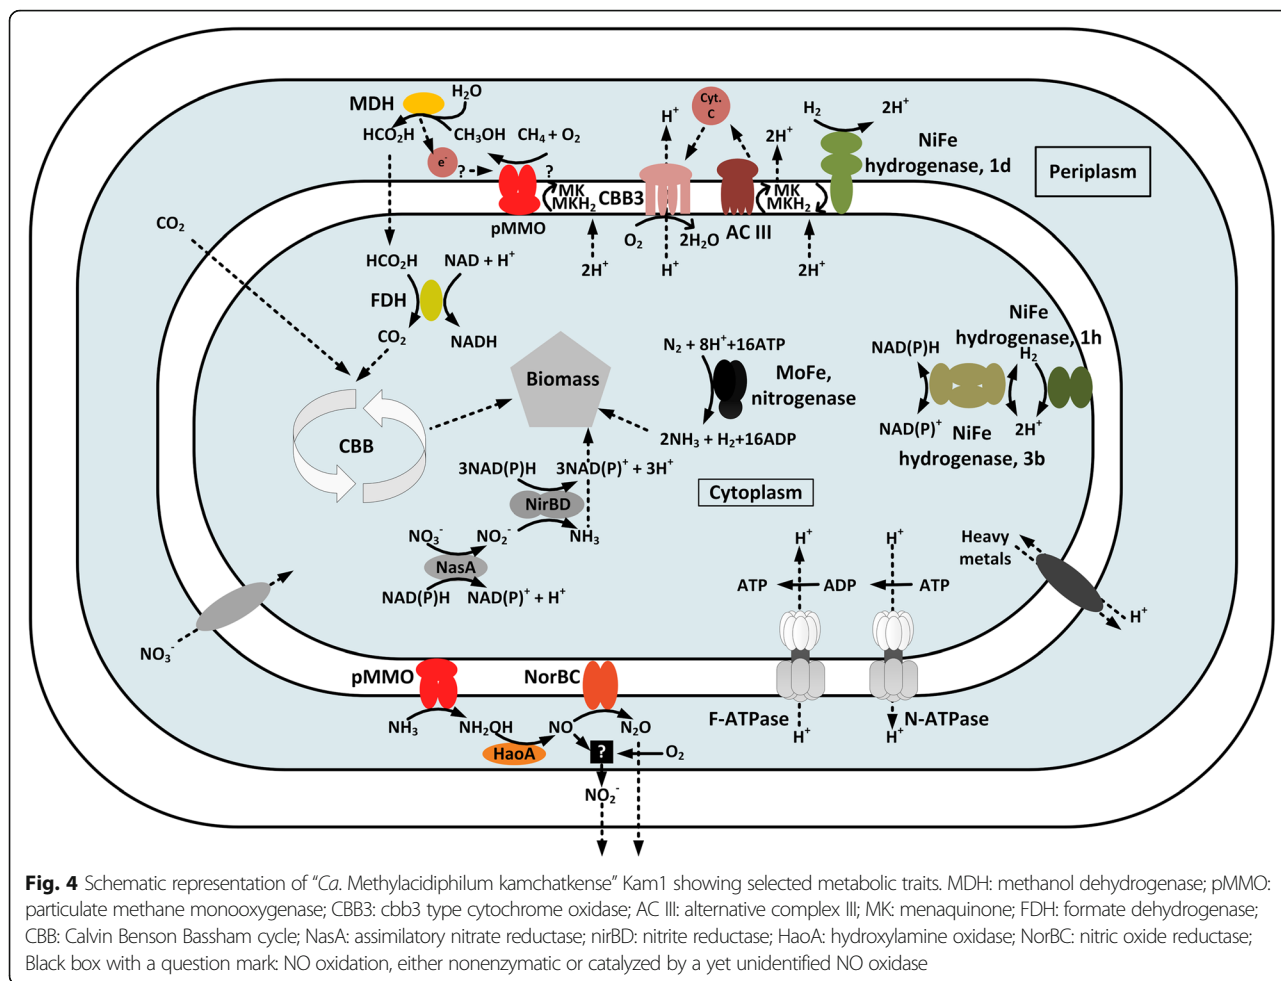 MDH
H₂O
HCO₂H
CH₃OH
CH₄ + O₂
e⁻
?
?
pMMO
MK
MKH₂
CBB3
H⁺
Cyt. C
2H⁺
H₂
2H⁺
NiFe
hydrogenase, 1d
Periplasm
AC III
MK
MKH₂
O₂
2H₂O
2H⁺
H⁺
2H⁺
CO₂
HCO₂H
NAD + H⁺
FDH
CO₂
NADH
CBB
Biomass
N₂ + 8H⁺+16ATP
MoFe,
nitrogenase
2NH₃ + H₂+16ADP
NiFe
hydrogenase, 1h
NAD(P)H
H₂
NAD(P)⁺
2H⁺
NiFe
hydrogenase, 3b
Cytoplasm
3NAD(P)H
3NAD(P)⁺ + 3H⁺
NirBD
NO₃⁻
NO₂⁻
NH₃
NasA
NAD(P)H
NAD(P)⁺ + H⁺
NO₃⁻
H⁺
H⁺
ATP
ADP
ATP
Heavy
metals
H⁺
F-ATPase
N-ATPase
H⁺
H⁺
pMMO
NorBC
NH₃
NH₂OH
NO
N₂O
HaoA
?
O₂
NO₂⁻
Fig. 4 Schematic representation of “Ca. Methylacidiphilum kamchatkense” Kam1 showing selected metabolic traits. MDH: methanol dehydrogenase; pMMO:
particulate methane monooxygenase; CBB3: cbb3 type cytochrome oxidase; AC III: alternative complex III; MK: menaquinone; FDH: formate dehydrogenase;
CBB: Calvin Benson Bassham cycle; NasA: assimilatory nitrate reductase; nirBD: nitrite reductase; HaoA: hydroxylamine oxidase; NorBC: nitric oxide reductase;
Black box with a question mark: NO oxidation, either nonenzymatic or catalyzed by a yet unidentified NO oxidase